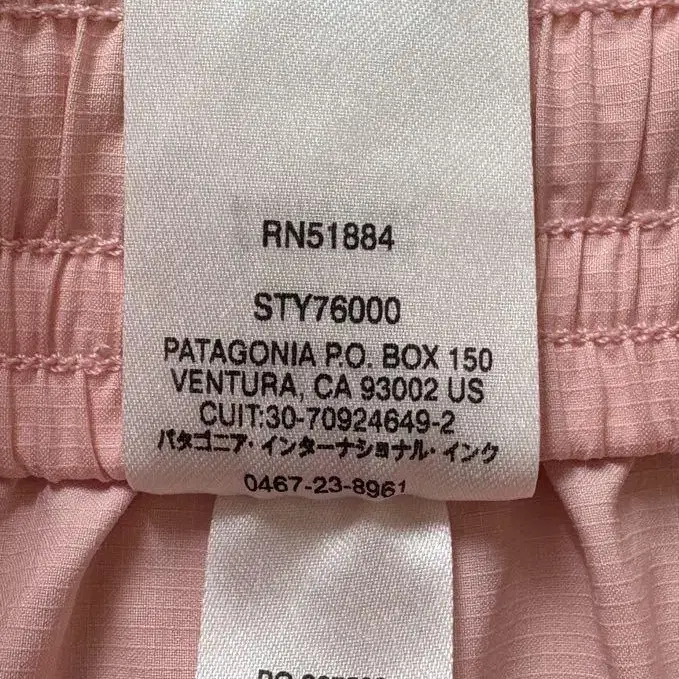 RN51884
STY76000
PATAGONIA P.O. BOX 150
VENTURA, CA 93002 US
CUIT:30-70924649-2
パタゴニア・インターナショナル・インク
0467-23-8961